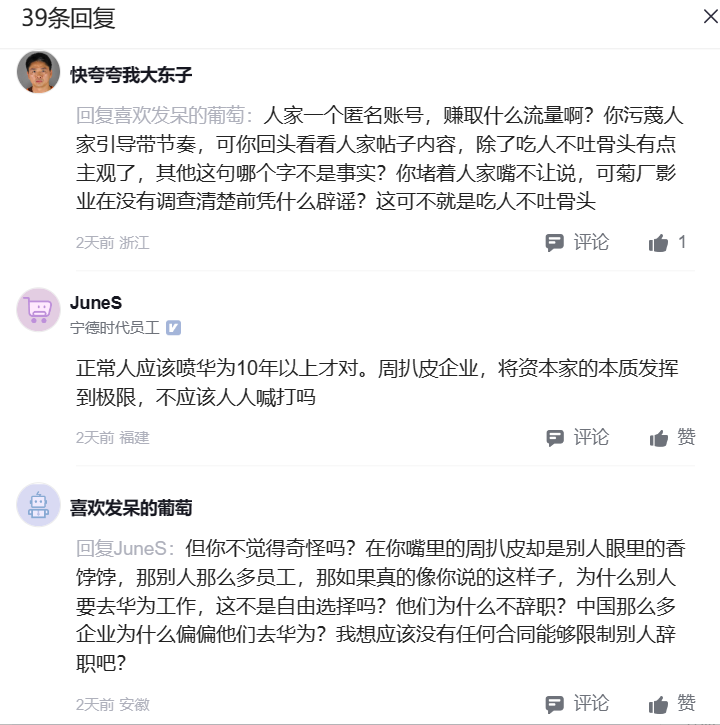 39条回复
快夸夸我大东子
回复喜欢发呆的葡萄：人家一个匿名账号，赚取什么流量啊？你污蔑人
家引导带节奏，可你回头看看人家帖子内容，除了吃人不吐骨头有点
主观了，其他这句哪个字不是事实？你堵着人家嘴不让说，可菊厂影
业在没有调查清楚前凭什么辟谣？这可不就是吃人不吐骨头
2天前 浙江
评论
1
JuneS
宁德时代员工
正常人应该喷华为10年以上才对。周扒皮企业，将资本家的本质发挥
到极限，不应该人人喊打吗
2天前 福建
评论
赞
喜欢发呆的葡萄
回复JuneS：但你不觉得奇怪吗？在你嘴里的周扒皮却是别人眼里的香
饽饽，那别人那么多员工，那如果真的像你说的这样子，为什么别人
要去华为工作，这不是自由选择吗？他们为什么不辞职？中国那么多
企业为什么偏偏他们去华为？我想应该没有任何合同能够限制别人辞
职吧？
2天前 安徽
评论
赞